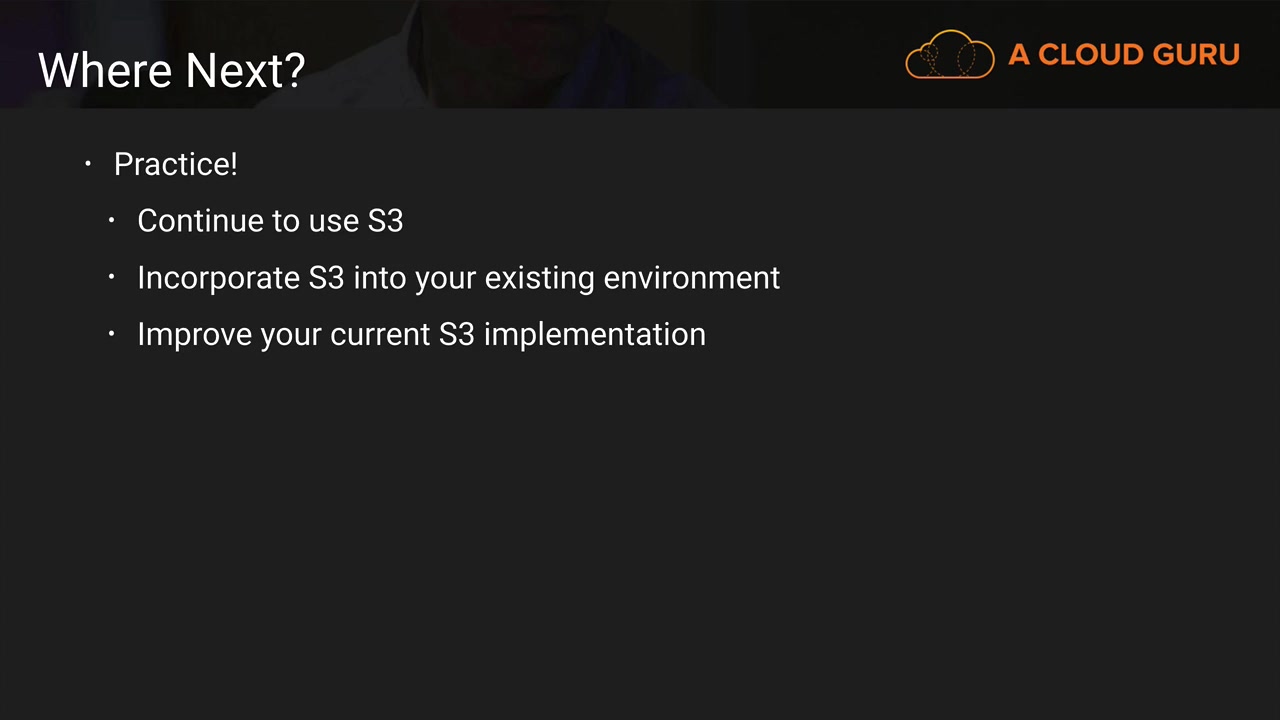 Where Next?
A CLOUD GURU
• Practice!
• Continue to use S3
• Incorporate S3 into your existing environment
• Improve your current S3 implementation